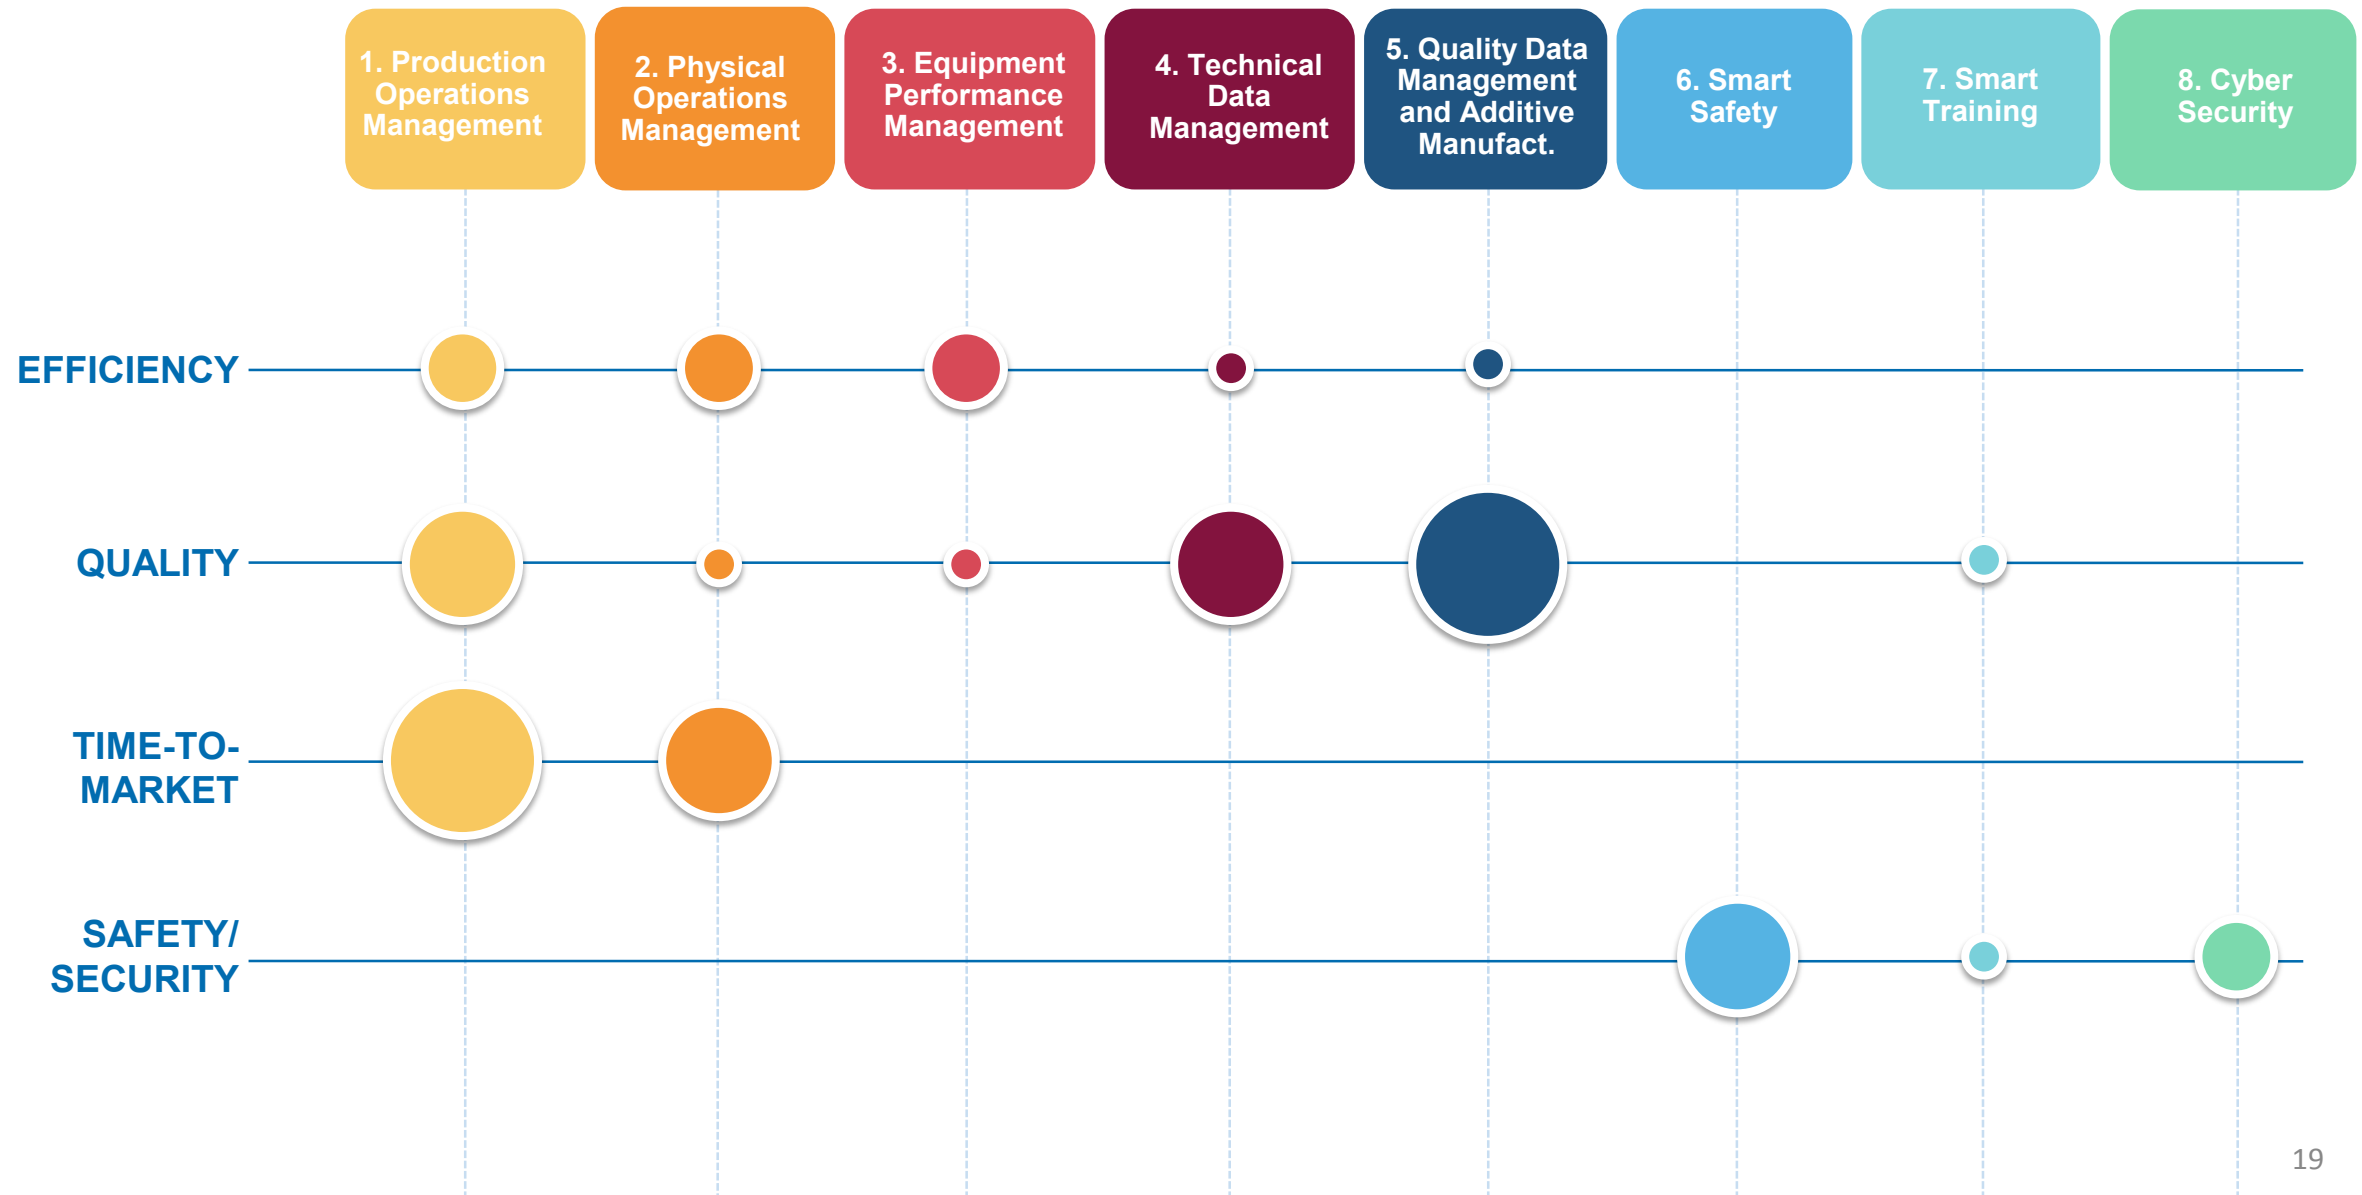 1. Production
Operations
Management
2. Physical
Operations
Management
3. Equipment
Performance
Management
4. Technical
Data
Management
5. Quality Data
Management
and Additive
Manufact.
6. Smart
Safety
7. Smart
Training
8. Cyber
Security
EFFICIENCY
QUALITY
TIME-TO-
MARKET
SAFETY/
SECURITY
19